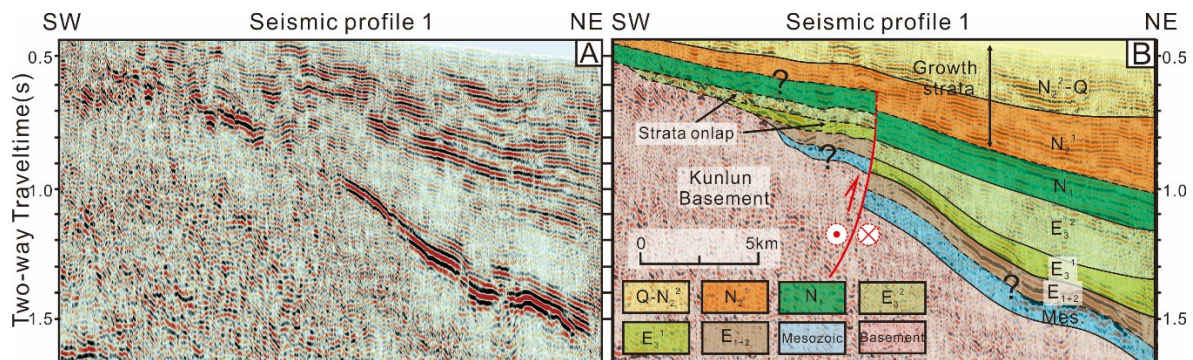 SW Seismic profile 1 NE
SW Seismic profile 1 NE
A
B
Two-way Traveltime(s)
0.5
1.0
1.5
0.5
1.0
1.5
Growth
strata
N₂²-Q
?
Strata onlap
N₂¹
?
N₁
Kunlun
Basement
E₃²
0 5km
E₃¹
E₁₊₂
?
Mes.
Q-N₂² N₂¹ N₁ E₃²
E₃¹ E₁₊₂ Mesozoic Basement